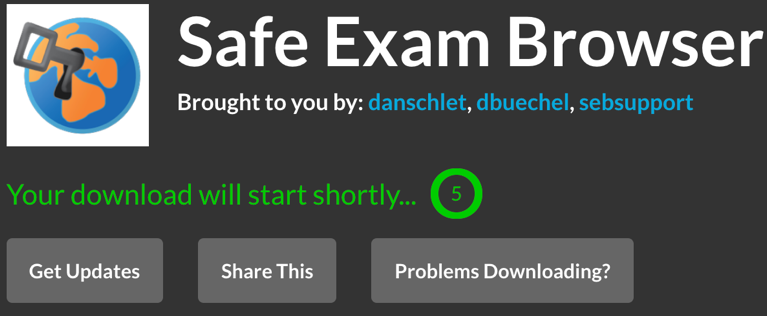 Safe Exam Browser
Brought to you by: danschlet, dbuechel, sebsupport
Your download will start shortly... 5
Get Updates Share This Problems Downloading?